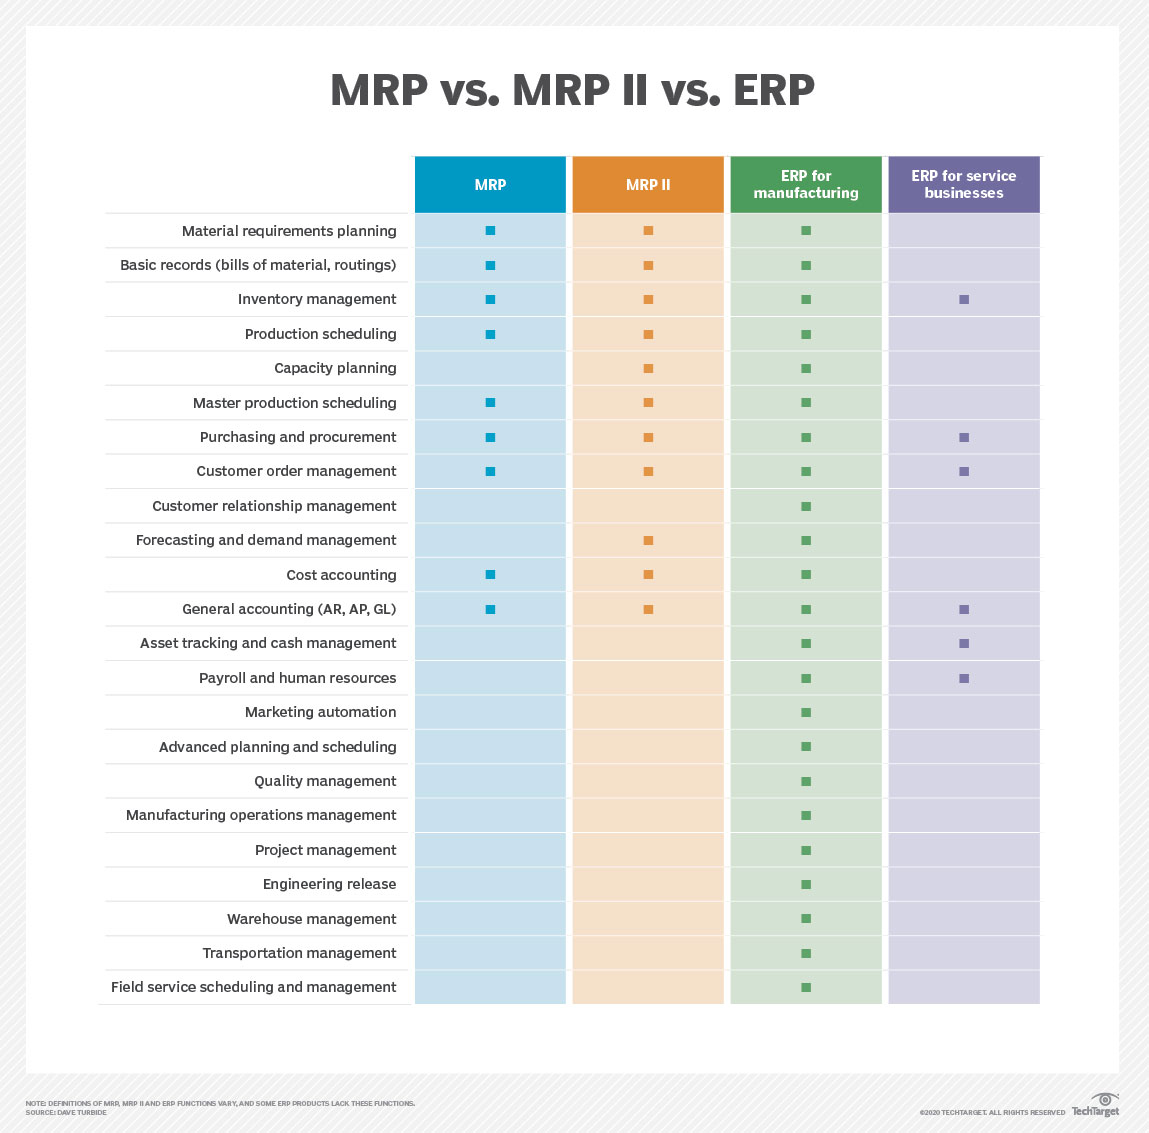 MRP vs. MRP II vs. ERP
MRP
MRP II
ERP for
manufacturing
ERP for service
businesses
Material requirements planning
Basic records (bills of material, routings)
Inventory management
Production scheduling
Capacity planning
Master production scheduling
Purchasing and procurement
Customer order management
Customer relationship management
Forecasting and demand management
Cost accounting
General accounting (AR, AP, GL)
Asset tracking and cash management
Payroll and human resources
Marketing automation
Advanced planning and scheduling
Quality management
Manufacturing operations management
Project management
Engineering release
Warehouse management
Transportation management
Field service scheduling and management
NOTE: DEFINITIONS OF MRP, MRP II AND ERP FUNCTIONS VARY, AND SOME ERP PRODUCTS LACK THESE FUNCTIONS.
SOURCE: DAVE TURBIDE
©2020 TECHTARGET. ALL RIGHTS RESERVED
TechTarget